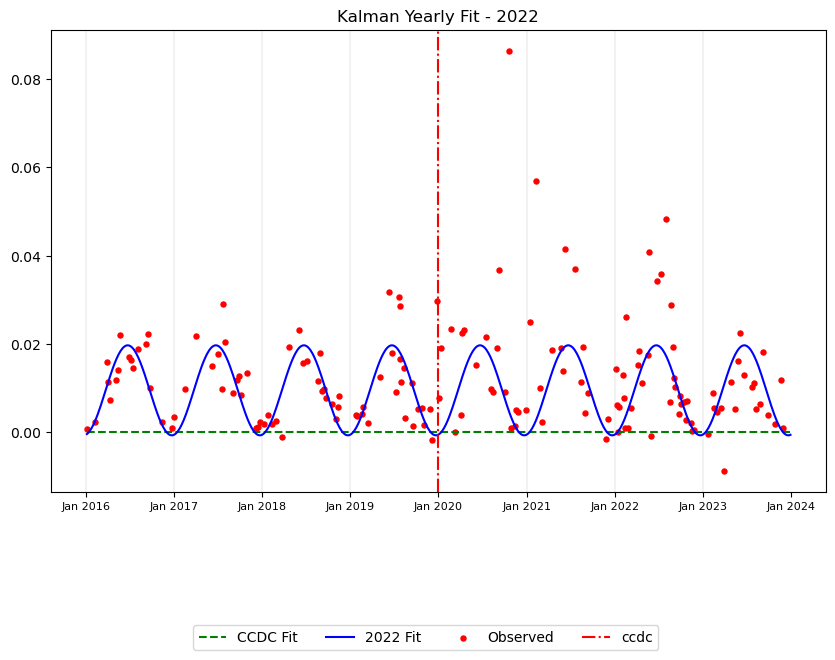 Kalman Yearly Fit - 2022
0.08
0.06
0.04
0.02
0.00
Jan 2016 Jan 2017 Jan 2018 Jan 2019 Jan 2020 Jan 2021 Jan 2022 Jan 2023 Jan 2024
CCDC Fit 2022 Fit Observed ccdc